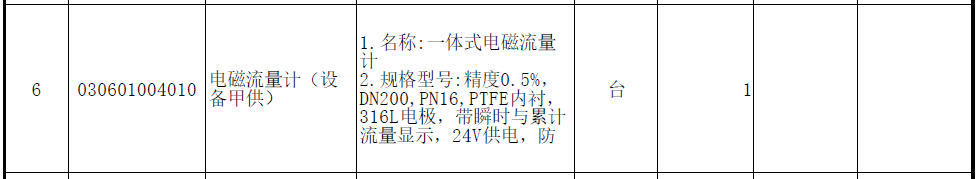 6
030601004010
电磁流量计（设
备甲供）
1.名称:一体式电磁流量
计
2.规格型号:精度0.5%，
DN200,PN16,PTFE内衬，
316L电极，带瞬时与累计
流量显示，24V供电，防
台
1